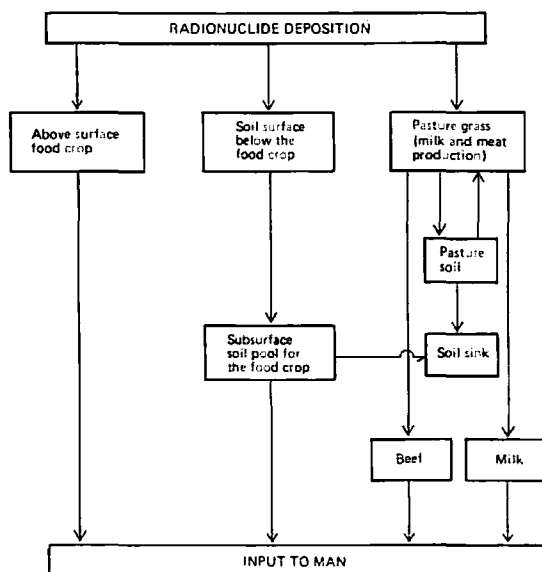 RADIONUCLIDE DEPOSITION
Above surface
food crop
Soil surface
below the
food crop
Pasture grass
(milk and meat
production)
Pasture
soil
Subsurface
soil pool for
the food crop
Soil sink
Beef
Milk
INPUT TO MAN